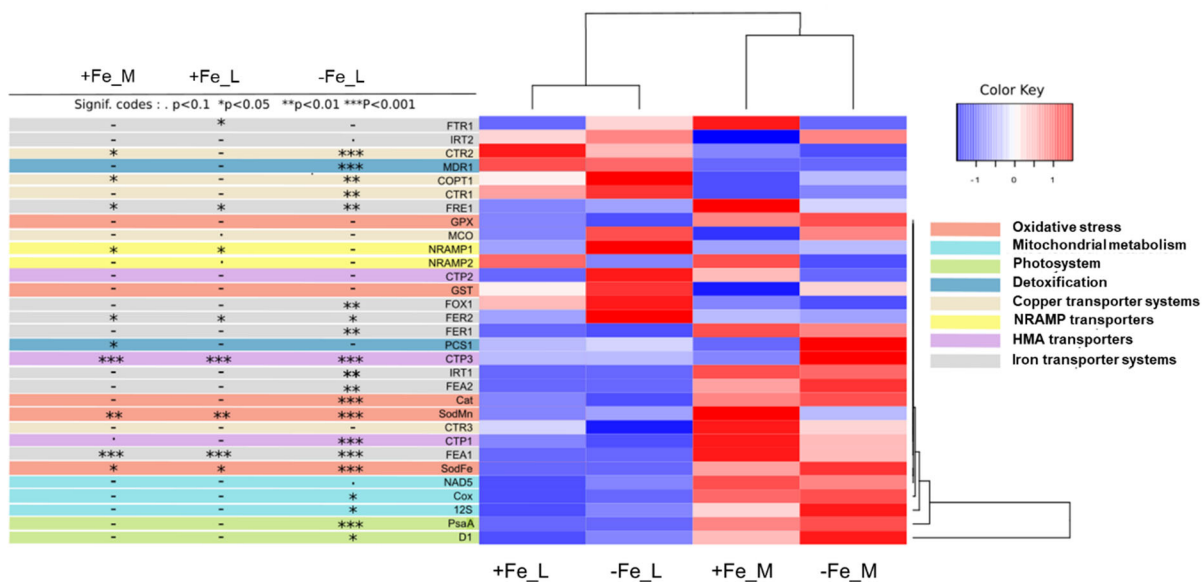 +Fe_M +Fe_L -Fe_L
Signif. codes : . p<0.1 *p<0.05 **p<0.01 ***P<0.001
- * - FTR1
- - . IRT2
* - *** CTR2
- - *** MDR1
* - ** COPT1
- - ** CTR1
* * ** FRE1
- - - GPX
- . - MCO
* * - NRAMP1
- . - NRAMP2
- - - CTP2
- - - GST
- - ** FOX1
* * * FER2
- - ** FER1
* - - PCS1
*** *** *** CTP3
- - ** IRT1
- - ** FEA2
- - *** Cat
** ** *** SodMn
- - - CTR3
. - *** CTP1
*** *** *** FEA1
* * *** SodFe
- - . NAD5
- - * Cox
- - * 12S
- - *** PsaA
- - * D1
+Fe_L -Fe_L +Fe_M -Fe_M
Color Key
-1 0 1
Oxidative stress
Mitochondrial metabolism
Photosystem
Detoxification
Copper transporter systems
NRAMP transporters
HMA transporters
Iron transporter systems